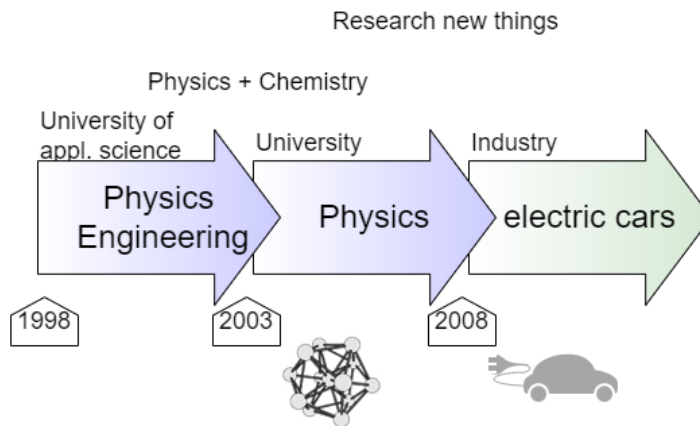 Research new things
Physics + Chemistry
University of
appl. science
University
Industry
Physics
Engineering
Physics
electric cars
1998
2003
2008